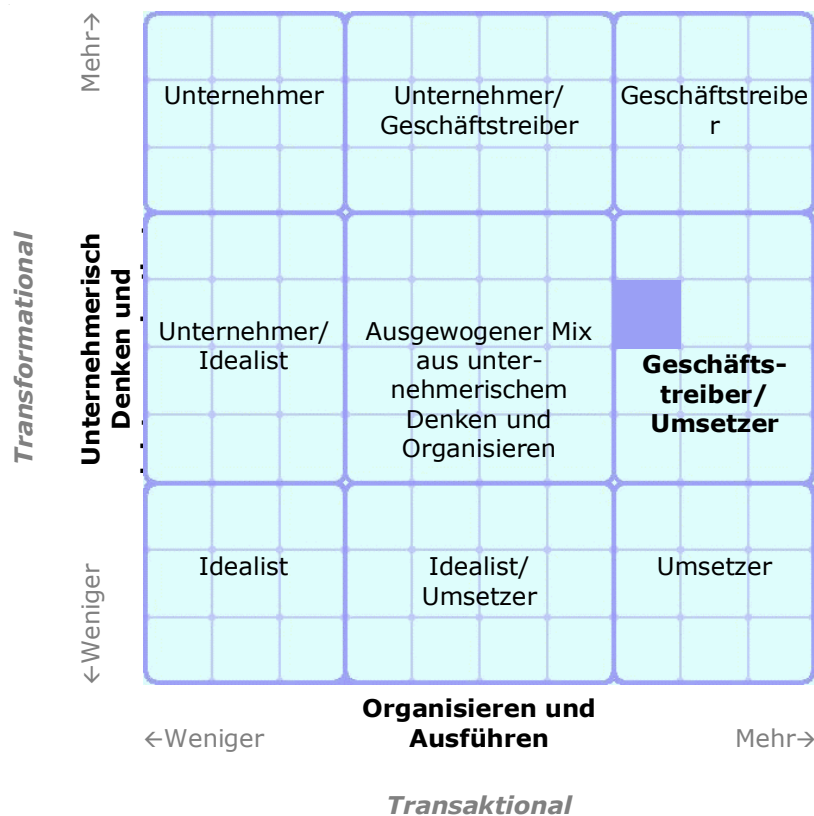 Mehr→
Unternehmer
Unternehmer/
Geschäftstreiber
Geschäftstreibe
r
Transformational
Unternehmerisch
Denken und
Unternehmer/
Idealist
Ausgewogener Mix
aus unter-
nehmerischem
Denken und
Organisieren
Geschäfts-
treiber/
Umsetzer
Idealist
Idealist/
Umsetzer
Umsetzer
←Weniger
←Weniger
Organisieren und
Ausführen
Mehr→
Transaktional